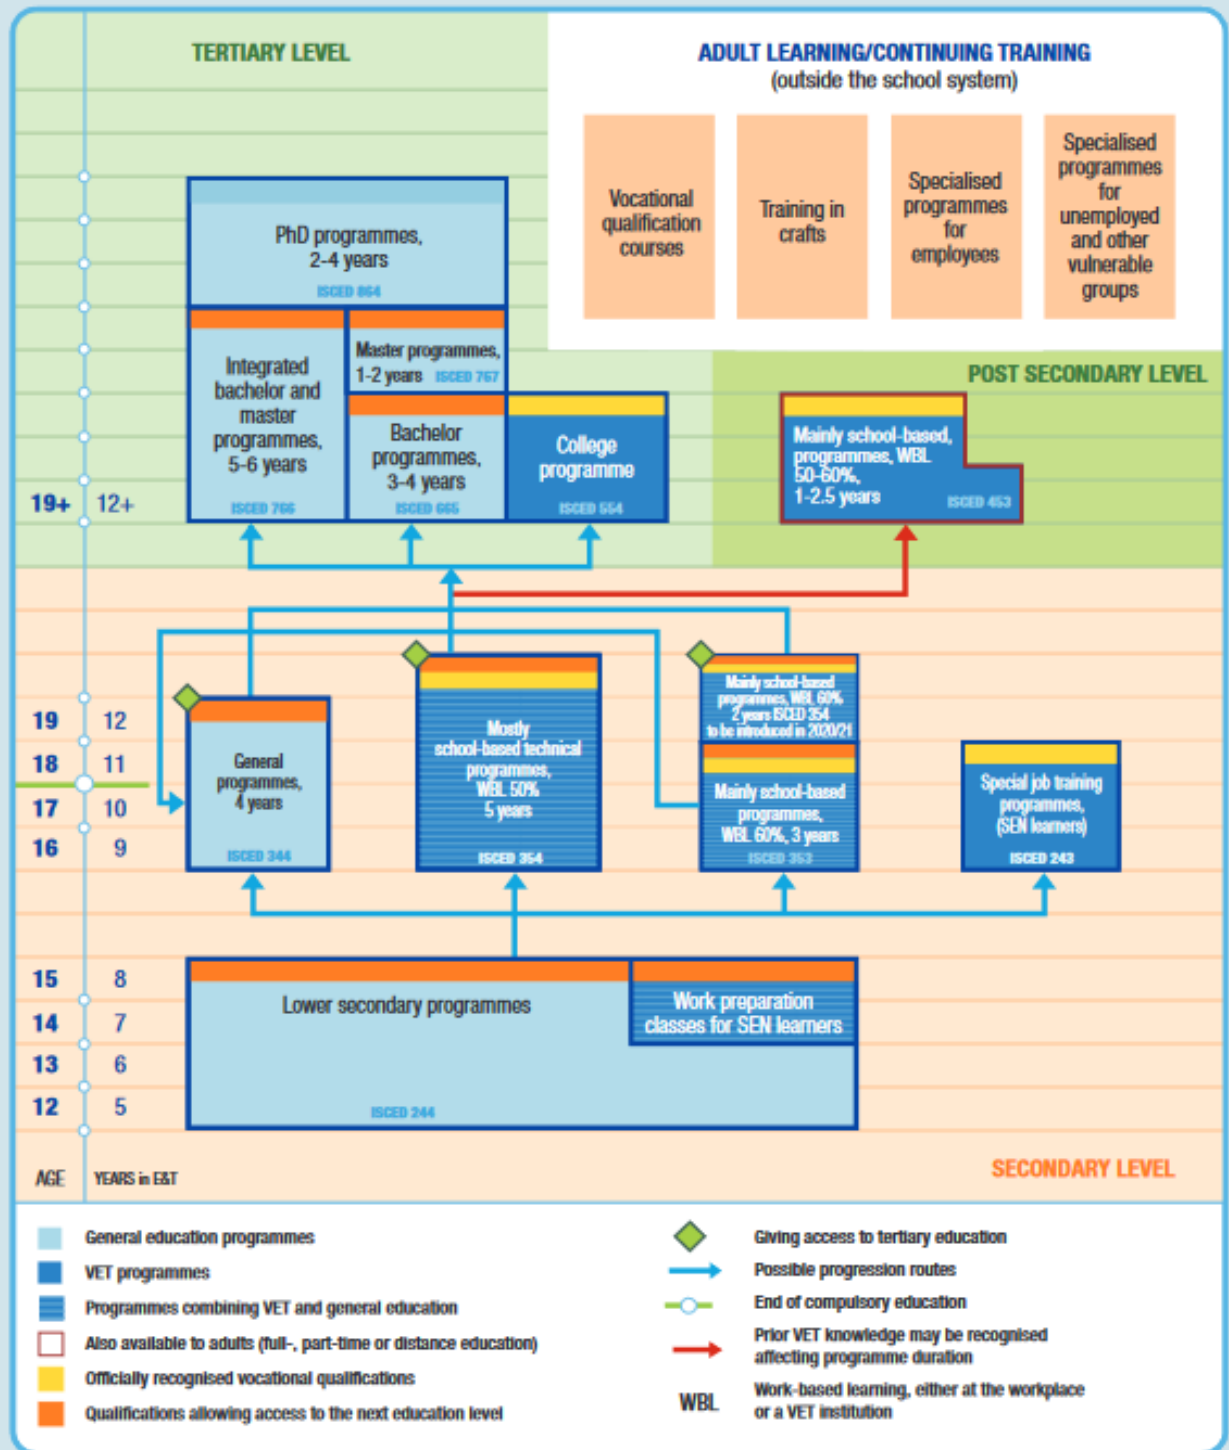 TERTIARY LEVEL
ADULT LEARNING/CONTINUING TRAINING
(outside the school system)
Vocational
qualification
courses
Training in
crafts
Specialised
programmes
for
employees
Specialised
programmes
for
unemployed
and other
vulnerable
groups
PhD programmes,
2-4 years
ISCED 864
Integrated
bachelor and
master
programmes,
5-6 years
ISCED 766
Master programmes,
1-2 years ISCED 767
Bachelor
programmes,
3-4 years
ISCED 665
College
programme
ISCED 554
POST SECONDARY LEVEL
Mainly school-based,
programmes, WBL
50-60%,
1-2.5 years
ISCED 453
19+ 12+
19 12
18 11
17 10
16 9
General
programmes,
4 years
ISCED 344
Mostly
school-based technical
programmes,
WBL 50%
5 years
ISCED 354
Mainly school-based
programmes, WBL 60%
2 years ISCED 354
to be introduced in 2020/21
Mainly school-based
programmes,
WBL 60%, 3 years
ISCED 353
Special job training
programmes,
(SEN learners)
ISCED 243
15 8
14 7
13 6
12 5
Lower secondary programmes
ISCED 244
Work preparation
classes for SEN learners
AGE YEARS in E&T
SECONDARY LEVEL
General education programmes
VET programmes
Programmes combining VET and general education
Also available to adults (full-, part-time or distance education)
Officially recognised vocational qualifications
Qualifications allowing access to the next education level
Giving access to tertiary education
Possible progression routes
End of compulsory education
Prior VET knowledge may be recognised
affecting programme duration
WBL
Work-based learning, either at the workplace
or a VET institution